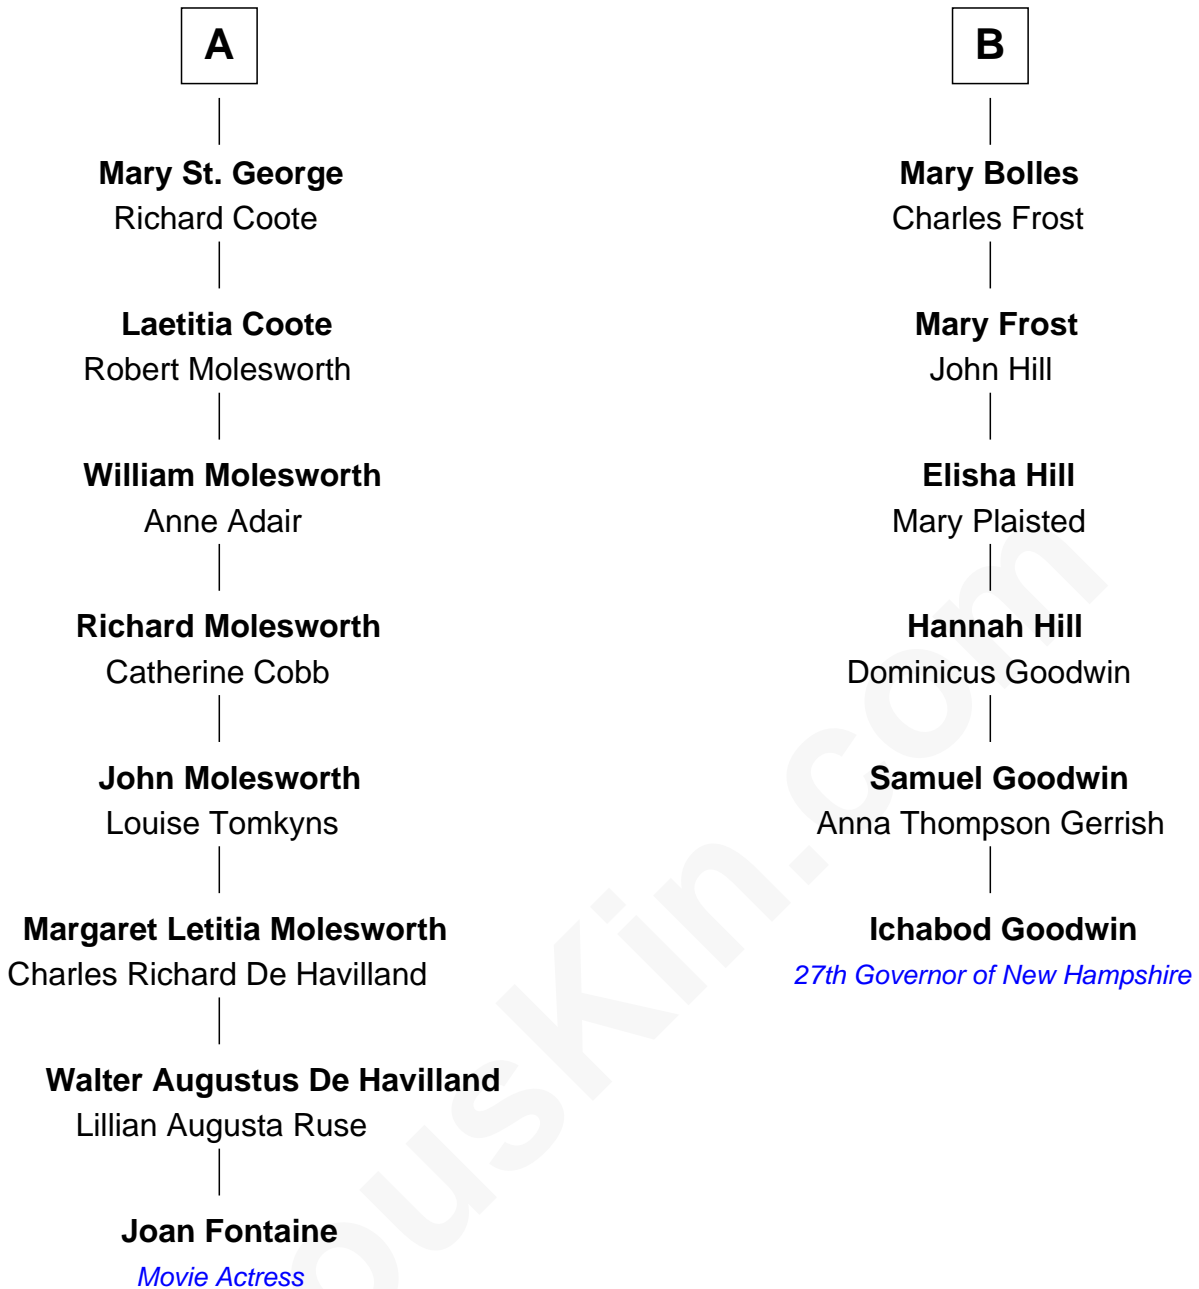 A
Mary St. George
Richard Coote
Laetitia Coote
Robert Molesworth
William Molesworth
Anne Adair
Richard Molesworth
Catherine Cobb
John Molesworth
Louise Tomkyns
Margaret Letitia Molesworth
Charles Richard De Havilland
Walter Augustus De Havilland
Lillian Augusta Ruse
Joan Fontaine
Movie Actress
B
Mary Bolles
Charles Frost
Mary Frost
John Hill
Elisha Hill
Mary Plaisted
Hannah Hill
Dominicus Goodwin
Samuel Goodwin
Anna Thompson Gerrish
Ichabod Goodwin
27th Governor of New Hampshire
ousKin.com